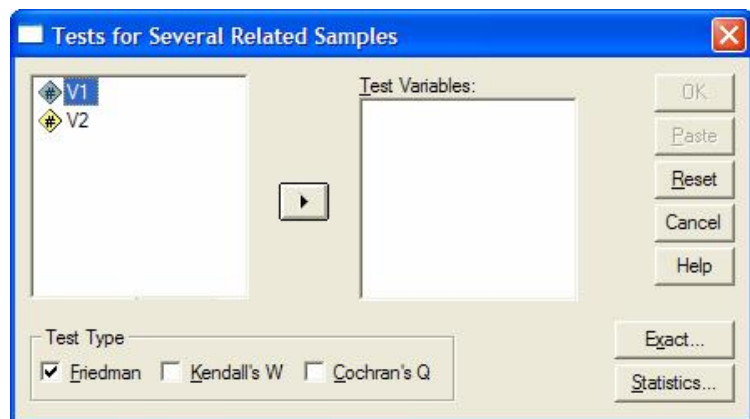 Tests for Several Related Samples
V1
V2
Test Variables:
OK
Paste
Reset
Cancel
Help
Test Type
Friedman
Kendall's W
Cochran's Q
Exact...
Statistics...